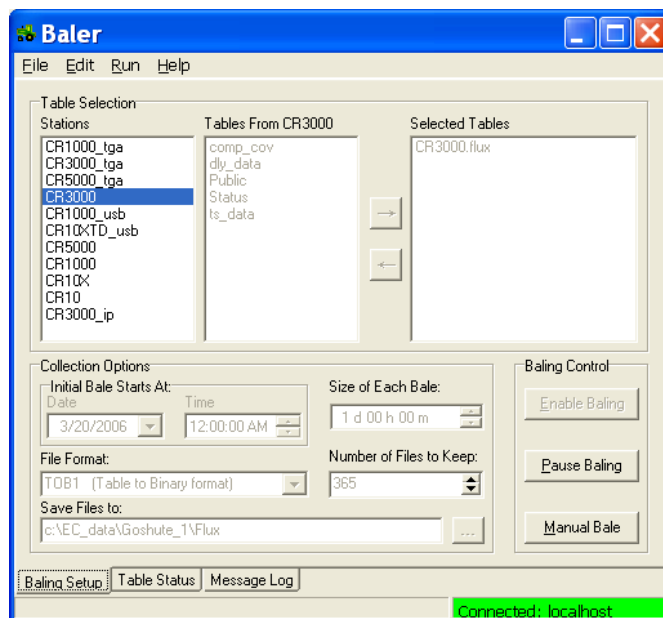 Baler
File Edit Run Help
Table Selection
Stations
CR1000_tga
CR3000_tga
CR5000_tga
CR3000
CR1000_usb
CR10XTD_usb
CR5000
CR1000
CR10X
CR10
CR3000_ip
Tables From CR3000
comp_cov
dly_data
Public
Status
ts_data
→
←
Selected Tables
CR3000.flux
Collection Options
Initial Bale Starts At:
Date Time
3/20/2006 12:00:00 AM
Size of Each Bale:
1 d 00 h 00 m
File Format:
TOB1 (Table to Binary format)
Number of Files to Keep:
365
Save Files to:
c:\EC_data\Goshute_1\Flux
...
Baling Control
Enable Baling
Pause Baling
Manual Bale
Baling Setup Table Status Message Log
Connected: localhost